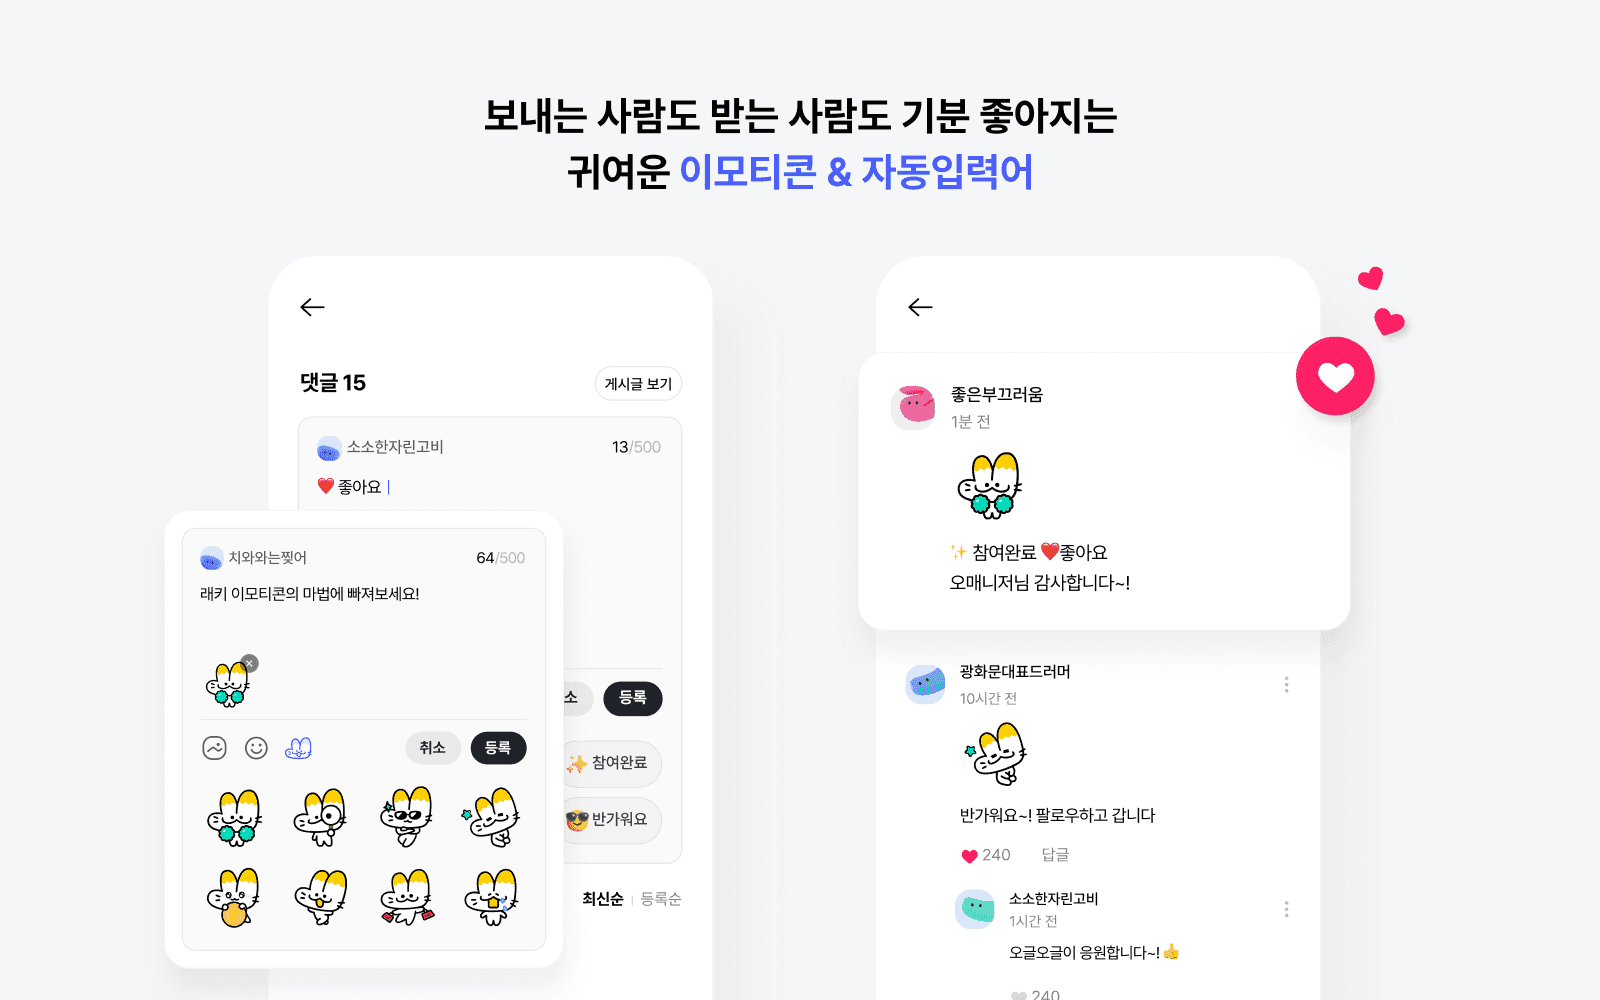 보내는 사람도 받는 사람도 기분 좋아지는
귀여운 이모티콘 & 자동입력어
댓글 15
게시글 보기
소소한자린고비
13/500
❤️ 좋아요
치와와는찢어
64/500
래키 이모티콘의 마법에 빠져보세요!
취소
등록
소
등록
✨ 참여완료
😎 반가워요
최신순 | 등록순
좋은부끄러움
1분 전
✨ 참여완료 ❤️좋아요
오매니저님 감사합니다~!
광화문대표드러머
10시간 전
반가워요~! 팔로우하고 갑니다
240
답글
소소한자린고비
1시간 전
오글오글이 응원합니다~! 👍
240